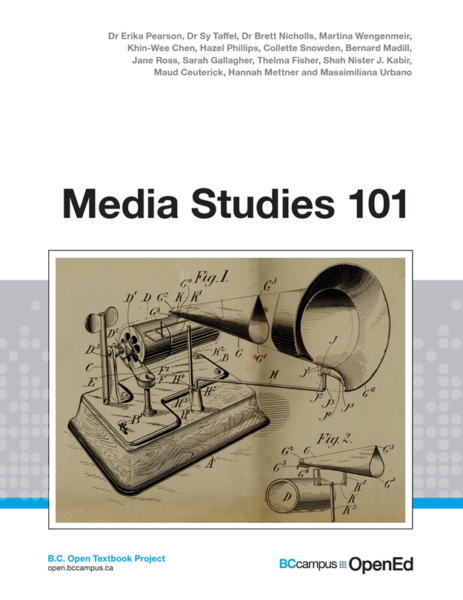 Dr Erika Pearson, Dr Sy Taffel, Dr Brett Nicholls, Martina Wengenmeir,
Khin-Wee Chen, Hazel Phillips, Collette Snowden, Bernard Madill,
Jane Ross, Sarah Gallagher, Thelma Fisher, Shah Nister J. Kabir,
Maud Ceuterick, Hannah Mettner and Massimiliana Urbano
Media Studies 101
Fig.1.
Fig.2.
B.C. Open Textbook Project
open.bccampus.ca
BCcampus OpenEd